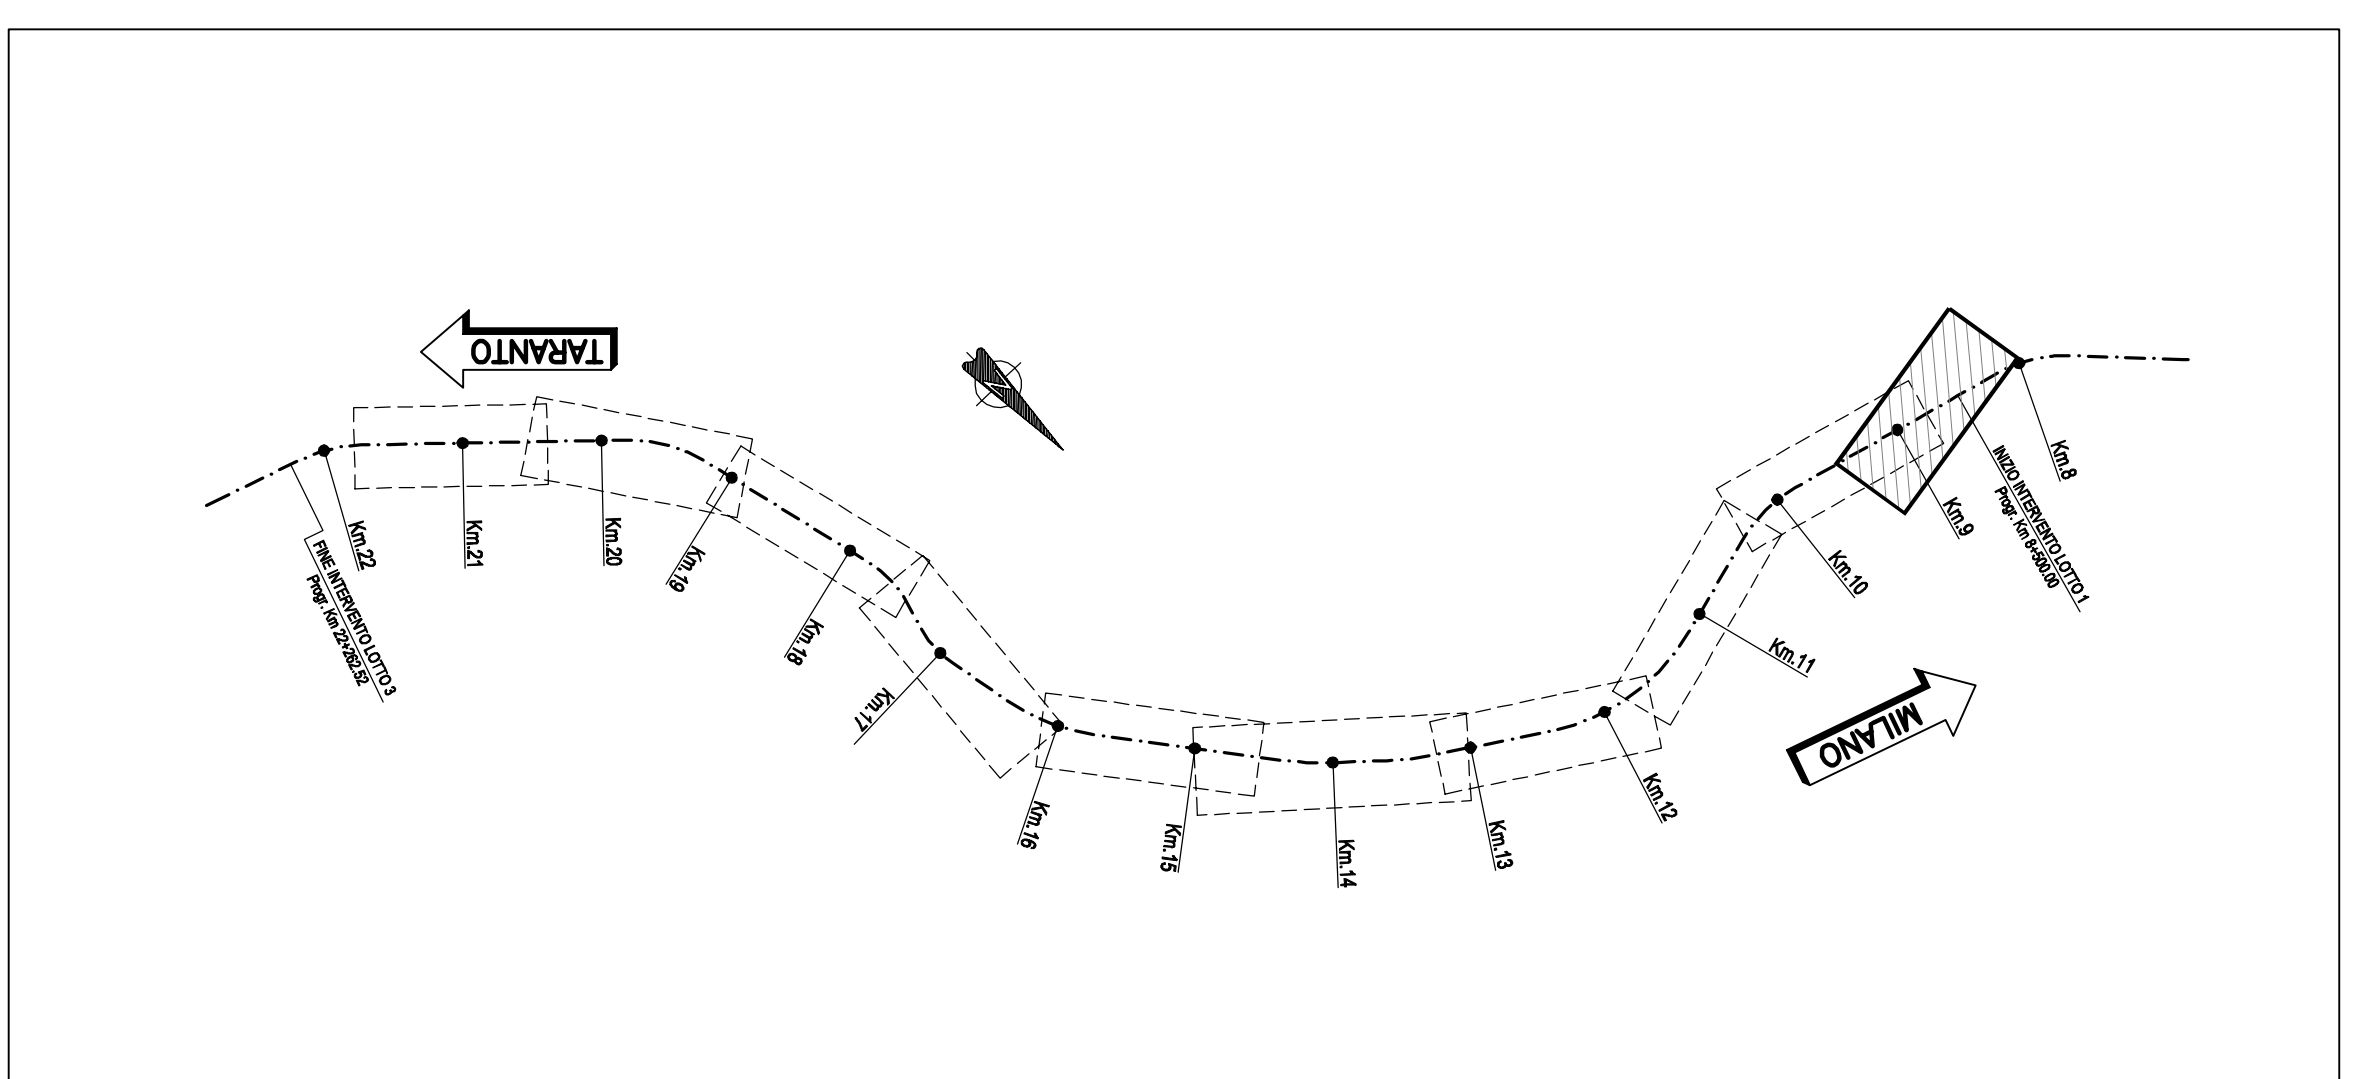 TARANTO
MILANO
Km.22
FINE INTERVENTO LOTTO 3
Progr. Km 22+262.52
Km.21
Km.20
Km.19
Km.18
Km.17
Km.16
Km.15
Km.14
Km.13
Km.12
Km.11
Km.10
Km.9
INIZIO INTERVENTO LOTTO 1
Progr. Km 8+500.00
Km.8